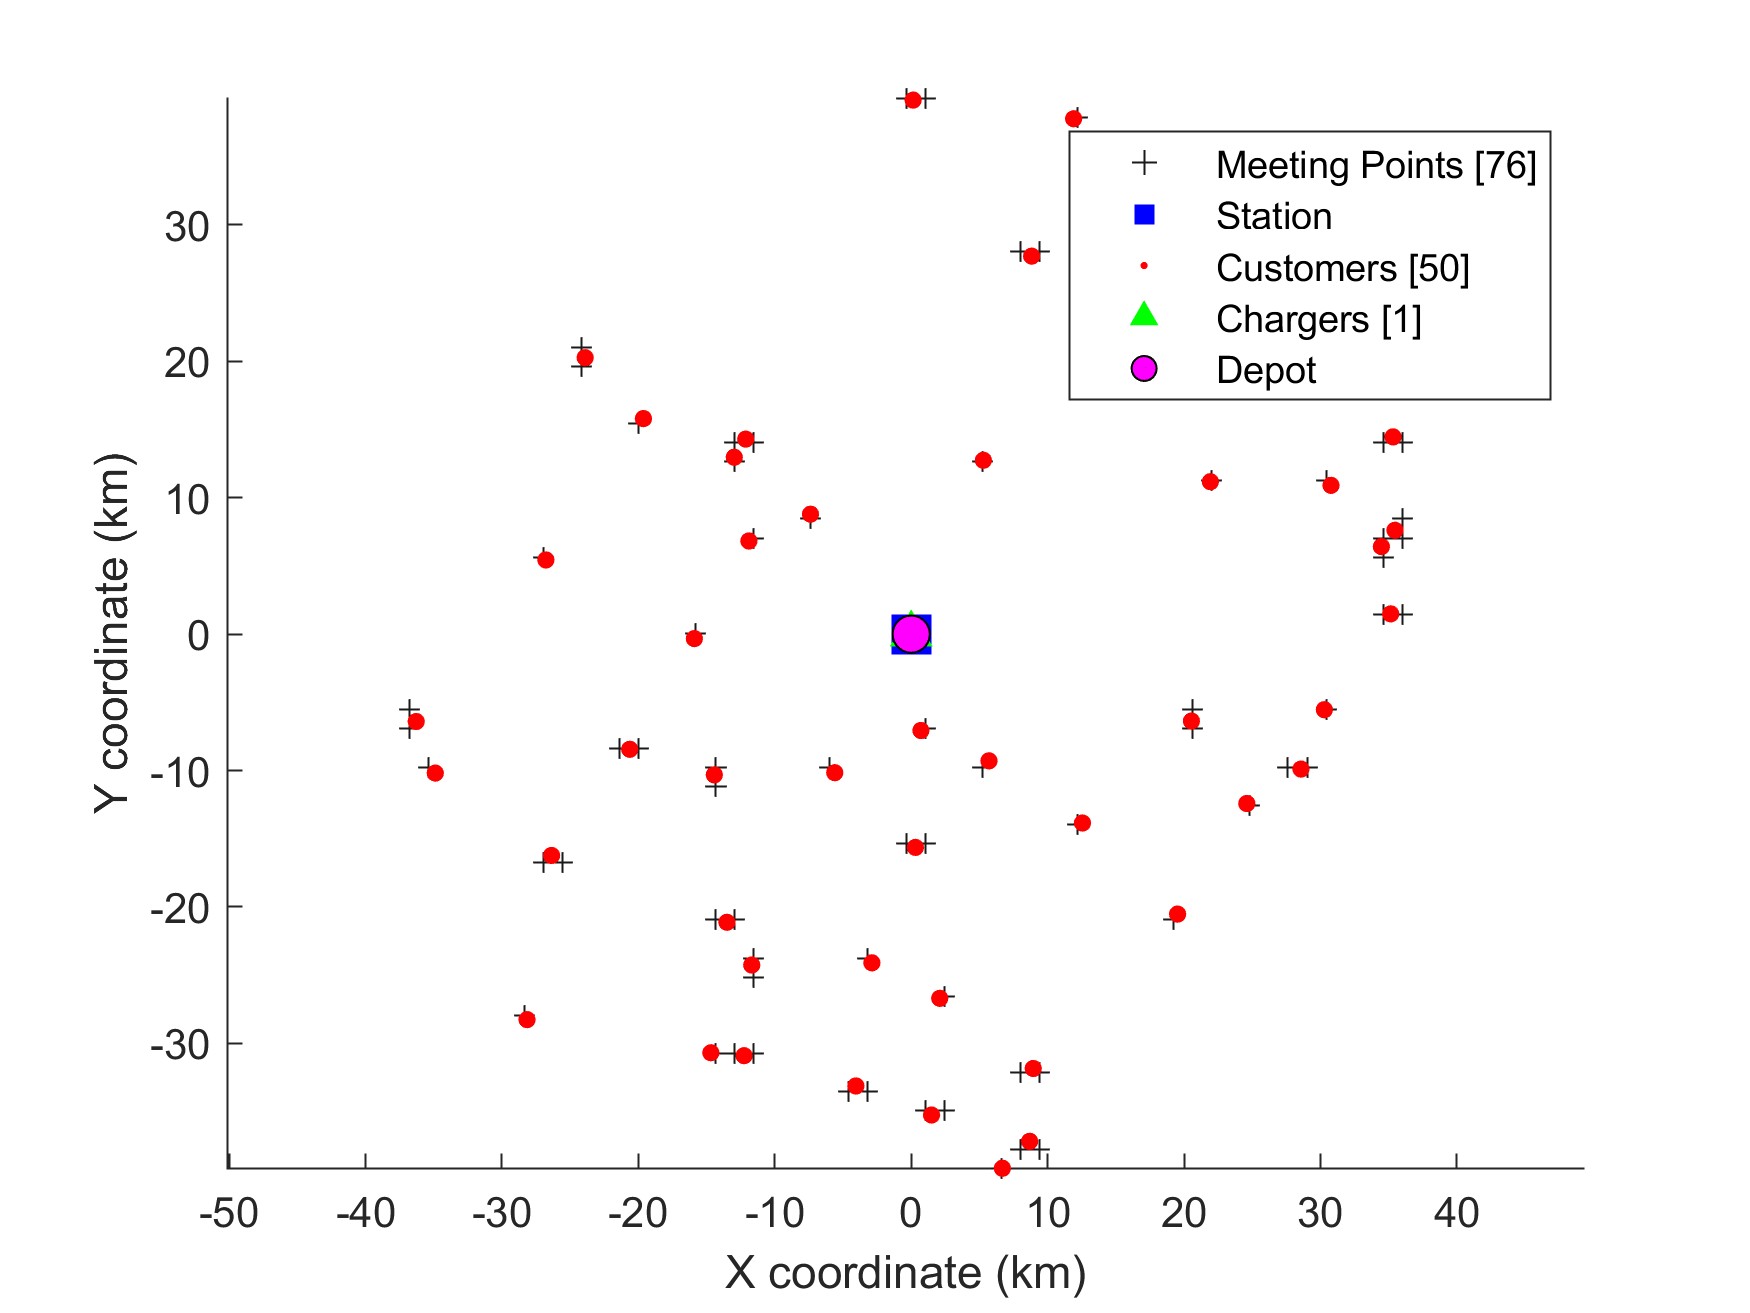 Meeting Points [76]
Station
Customers [50]
Chargers [1]
Depot
30
20
10
0
-10
-20
-30
Y coordinate (km)
-50 -40 -30 -20 -10 0 10 20 30 40
X coordinate (km)